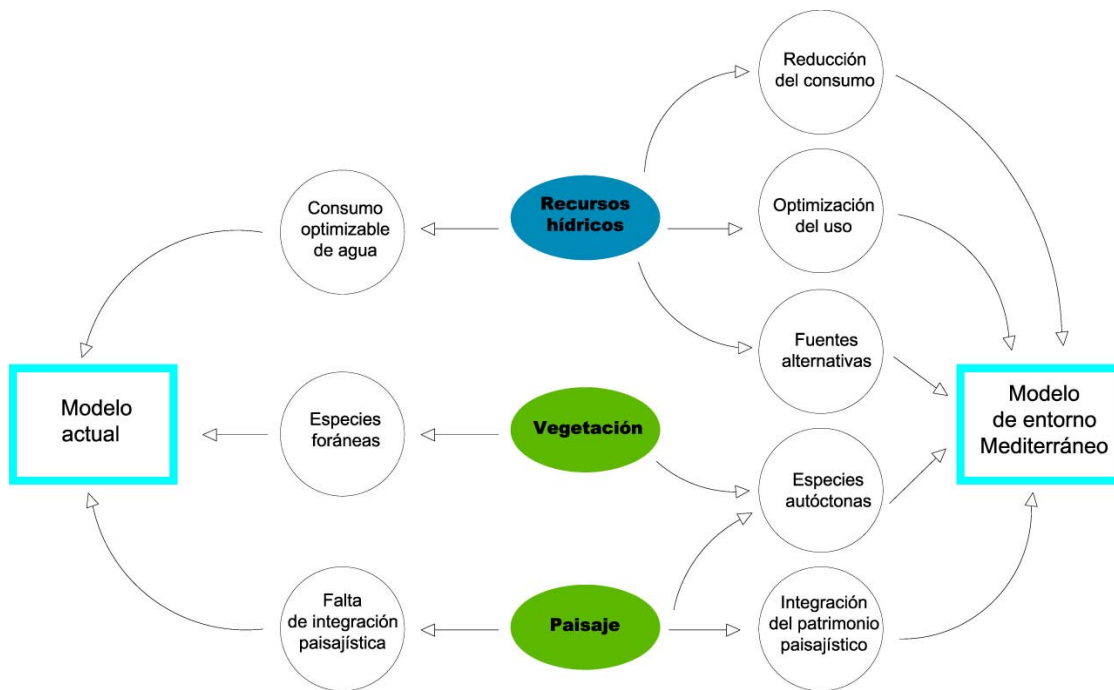 Reducción
del consumo
Recursos
hídricos
Consumo
optimizable
de agua
Optimización
del uso
Fuentes
alternativas
Modelo
actual
Especies
foráneas
Vegetación
Modelo
de entorno
Mediterráneo
Especies
autóctonas
Falta
de integración
paisajística
Paisaje
Integración
del patrimonio
paisajístico